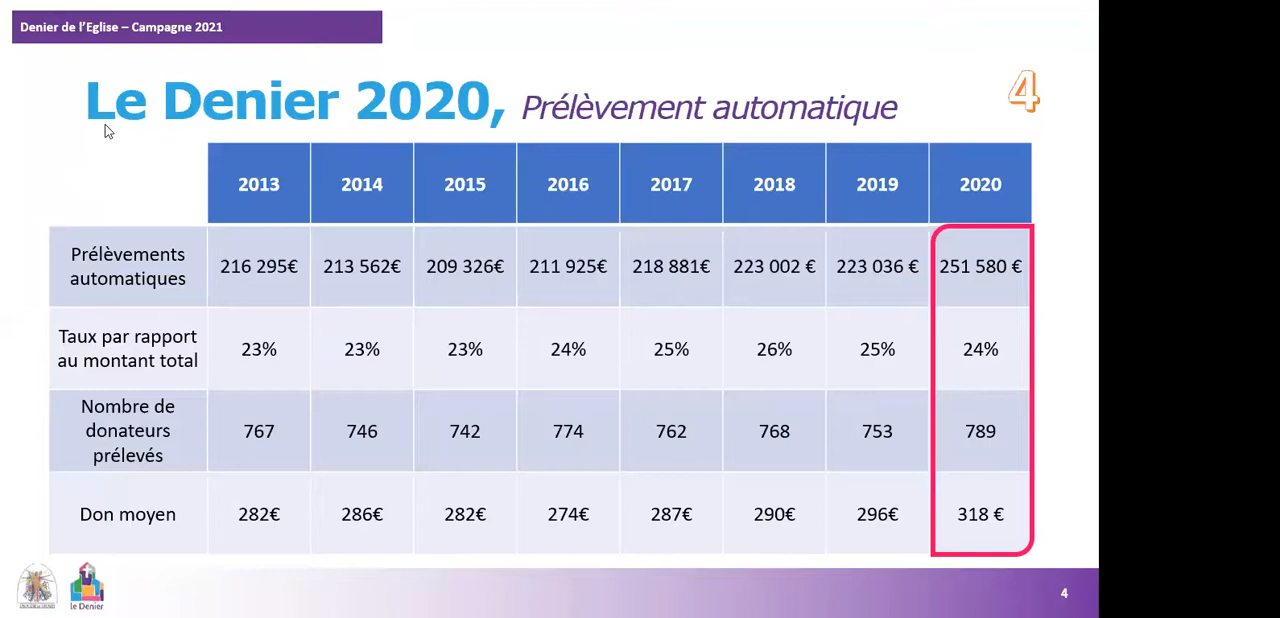 Denier de l’Eglise – Campagne 2021
Le Denier 2020, Prélèvement automatique
4
2013 2014 2015 2016 2017 2018 2019 2020
Prélèvements
automatiques
216 295€ 213 562€ 209 326€ 211 925€ 218 881€ 223 002 € 223 036 € 251 580 €
Taux par rapport
au montant total
23% 23% 23% 24% 25% 26% 25% 24%
Nombre de
donateurs
prélevés
767 746 742 774 762 768 753 789
Don moyen
282€ 286€ 282€ 274€ 287€ 290€ 296€ 318 €
le Denier
4